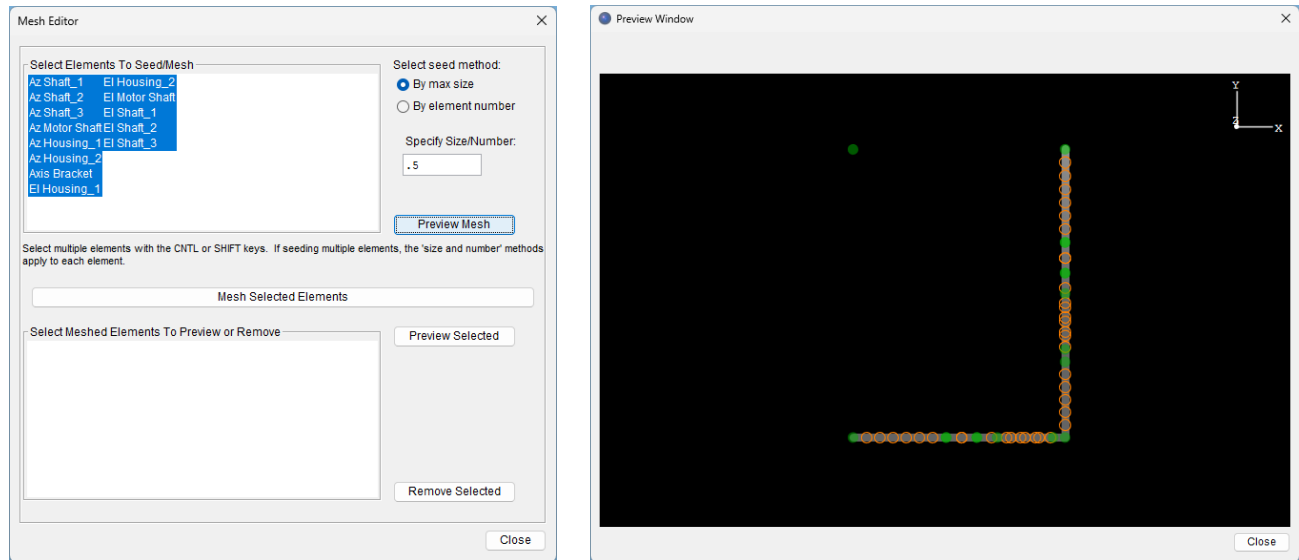 Mesh Editor
Select Elements To Seed/Mesh
Az Shaft_1 El Housing_2
Az Shaft_2 El Motor Shaft
Az Shaft_3 El Shaft_1
Az Motor Shaft El Shaft_2
Az Housing_1 El Shaft_3
Az Housing_2
Axis Bracket
El Housing_1
Select seed method:
By max size
By element number
Specify Size/Number:
.5
Preview Mesh
Select multiple elements with the CNTL or SHIFT keys. If seeding multiple elements, the 'size and number' methods
apply to each element.
Mesh Selected Elements
Select Meshed Elements To Preview or Remove
Preview Selected
Remove Selected
Close
Preview Window
Y
Z
X
Close